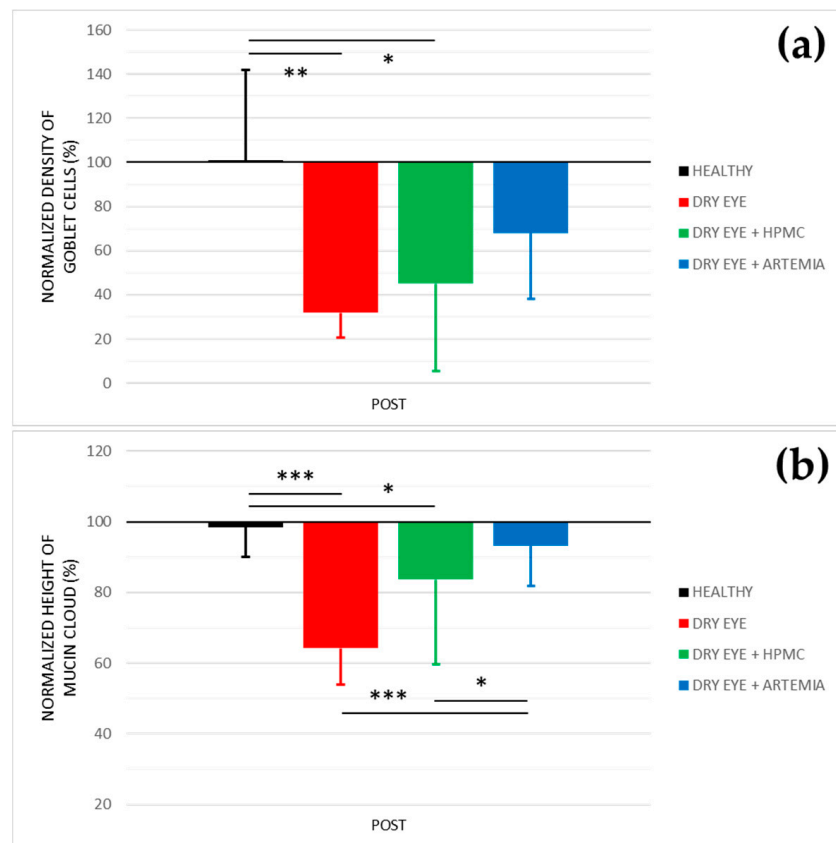 (a)
160
140
120
100
80
60
40
20
0
NORMALIZED DENSITY OF
GOBLET CELLS (%)
**
*
POST
HEALTHY
DRY EYE
DRY EYE + HPMC
DRY EYE + ARTEMIA
(b)
120
100
80
60
40
20
NORMALIZED HEIGHT OF
MUCIN CLOUD (%)
***
*
***
*
POST
HEALTHY
DRY EYE
DRY EYE + HPMC
DRY EYE + ARTEMIA